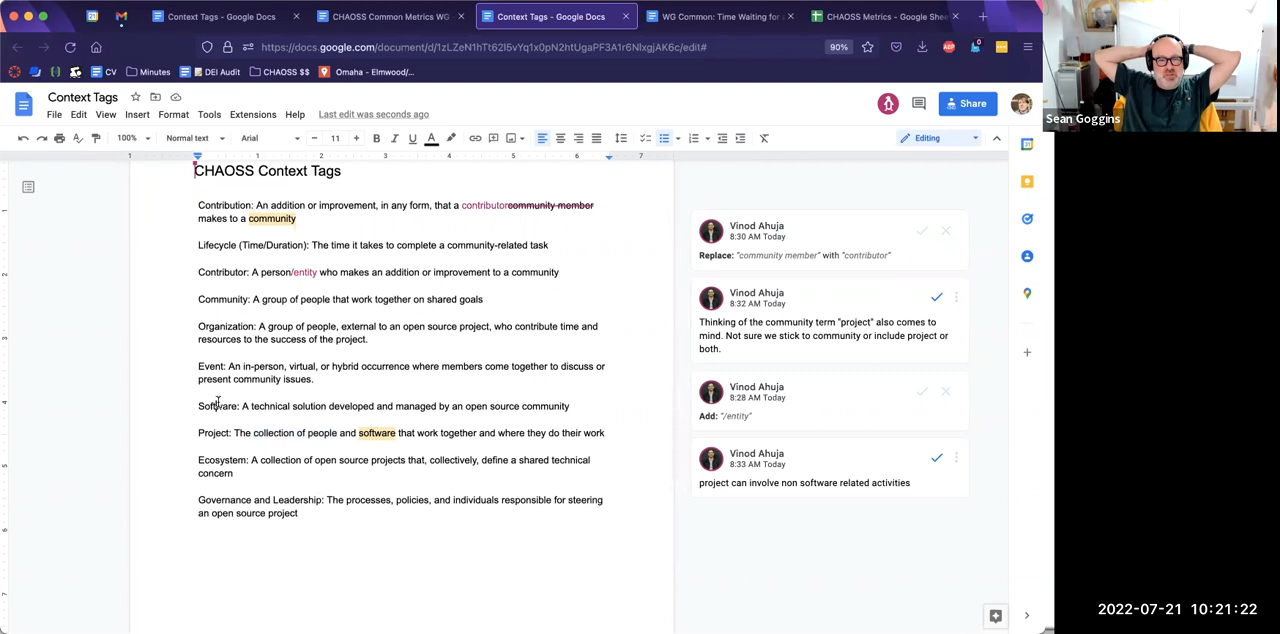 Context Tags - Google Docs
CHAOSS Common Metrics WG
Context Tags - Google Docs
WG Common: Time Waiting for
CHAOSS Metrics - Google Shee
https://docs.google.com/document/d/1zLZeN1hTt62I5vYq1x0pN2htUgaPF3A1r6NlxgjAK6c/edit#
90%
CV
Minutes
DEI Audit
CHAOSS $$
Omaha - Elmwood/...
Context Tags
File Edit View Insert Format Tools Extensions Help Last edit was seconds ago
Share
100% Normal text Arial 11 Editing
CHAOSS Context Tags
Contribution: An addition or improvement, in any form, that a contributorcommunity member
makes to a community
Lifecycle (Time/Duration): The time it takes to complete a community-related task
Contributor: A person/entity who makes an addition or improvement to a community
Community: A group of people that work together on shared goals
Organization: A group of people, external to an open source project, who contribute time and
resources to the success of the project.
Event: An in-person, virtual, or hybrid occurrence where members come together to discuss or
present community issues.
Software: A technical solution developed and managed by an open source community
Project: The collection of people and software that work together and where they do their work
Ecosystem: A collection of open source projects that, collectively, define a shared technical
concern
Governance and Leadership: The processes, policies, and individuals responsible for steering
an open source project
Vinod Ahuja
8:30 AM Today
Replace: "community member" with "contributor"
Vinod Ahuja
8:32 AM Today
Thinking of the community term "project" also comes to
mind. Not sure we stick to community or include project or
both.
Vinod Ahuja
8:28 AM Today
Add: "/entity"
Vinod Ahuja
8:33 AM Today
project can involve non software related activities
Sean Goggins
2022-07-21 10:21:22